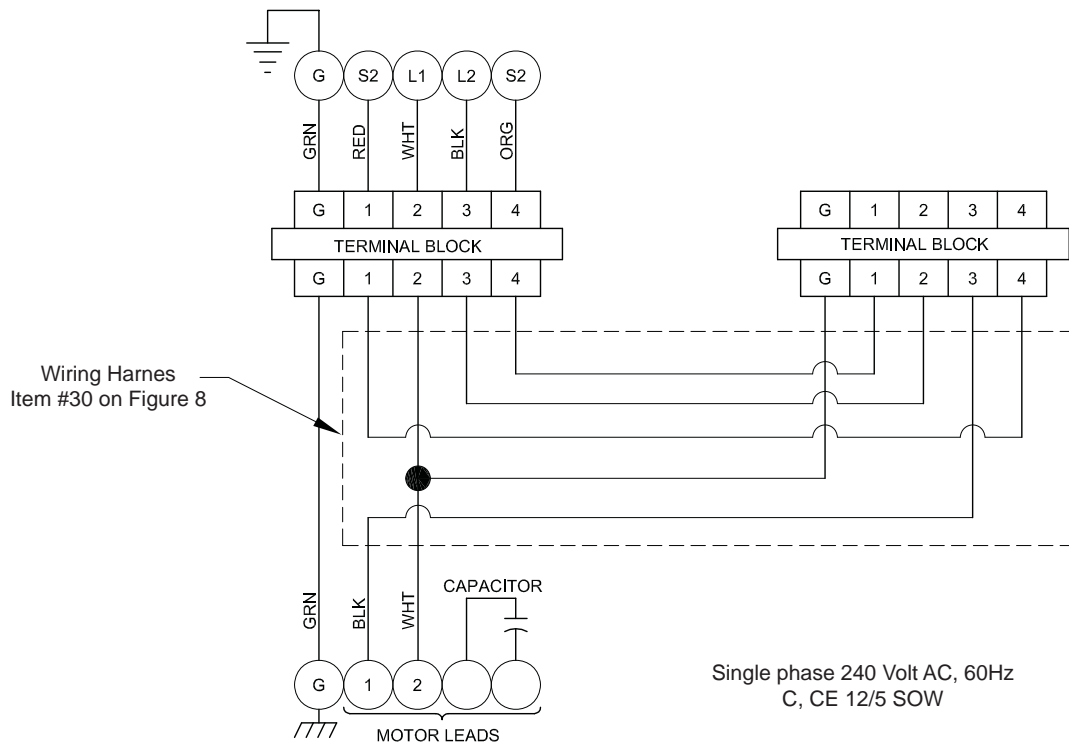 G S2 L1 L2 S2
GRN RED WHT BLK ORG
G 1 2 3 4
TERMINAL BLOCK
G 1 2 3 4
G 1 2 3 4
TERMINAL BLOCK
G 1 2 3 4
Wiring Harnes
Item #30 on Figure 8
CAPACITOR
GRN BLK WHT
G 1 2
MOTOR LEADS
Single phase 240 Volt AC, 60Hz
C, CE 12/5 SOW